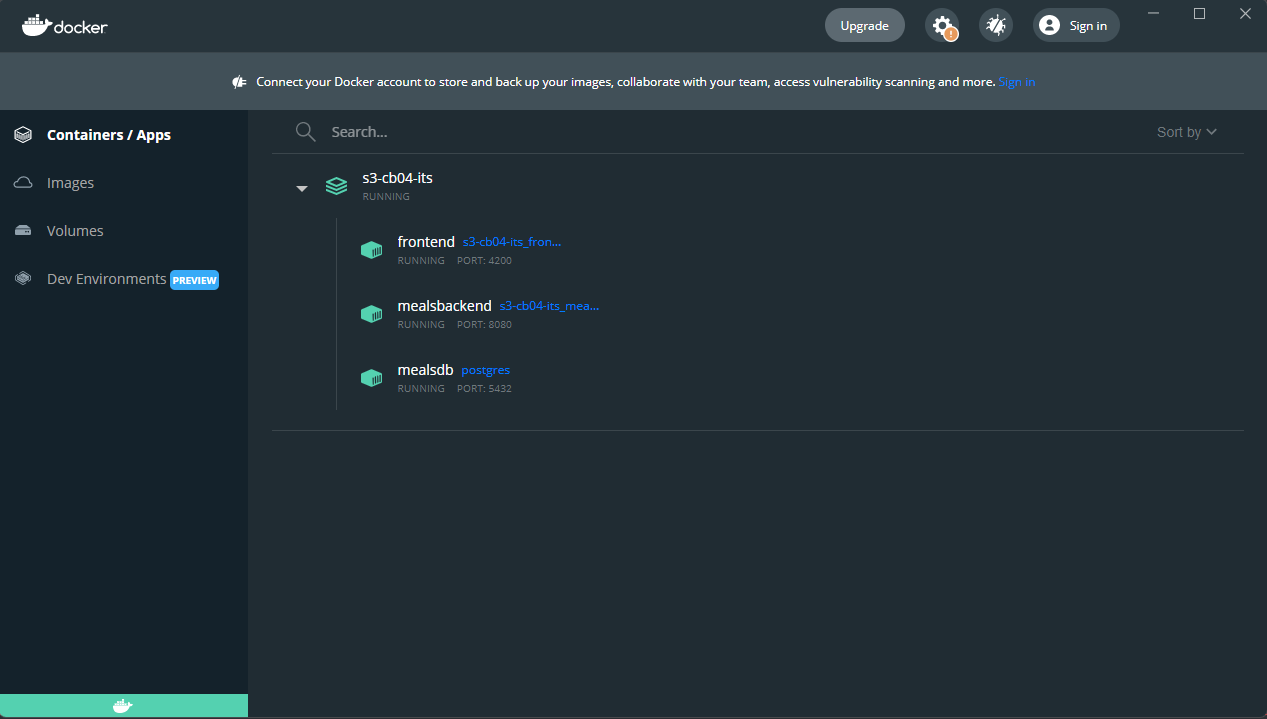 docker
Upgrade
Sign in
Connect your Docker account to store and back up your images, collaborate with your team, access vulnerability scanning and more. Sign in
Containers / Apps
Images
Volumes
Dev Environments PREVIEW
Search...
Sort by
s3-cb04-its
RUNNING
frontend s3-cb04-its_fron...
RUNNING PORT: 4200
mealsbackend s3-cb04-its_mea...
RUNNING PORT: 8080
mealsdb postgres
RUNNING PORT: 5432